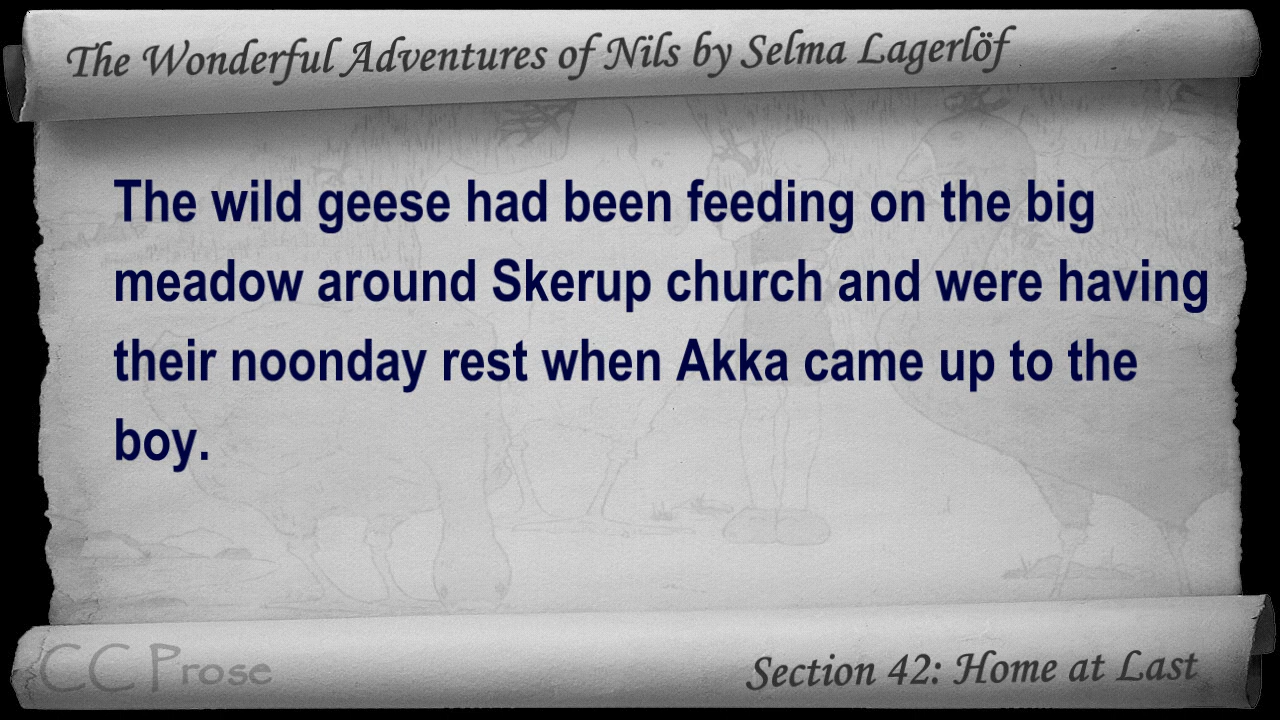 The Wonderful Adventures of Nils by Selma Lagerlöf
The wild geese had been feeding on the big
meadow around Skerup church and were having
their noonday rest when Akka came up to the
boy.
CC Prose
Section 42: Home at Last